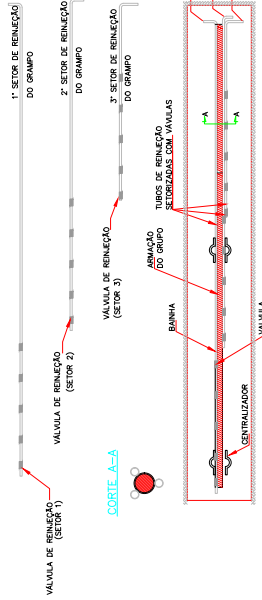 1° SETOR DE REINJEÇÃO
DO GRAMPO
2° SETOR DE REINJEÇÃO
DO GRAMPO
3° SETOR DE REINJEÇÃO
DO GRAMPO
VÁLVULA DE REINJEÇÃO
(SETOR 1)
VÁLVULA DE REINJEÇÃO
(SETOR 2)
VÁLVULA DE REINJEÇÃO
(SETOR 3)
CORTE A-A
A
A
TUBOS DE REINJEÇÃO
SETORIZADAS COM VÁVULAS
ARMAÇÃO
DO GRUPO
BAINHA
VÁLVULA
CENTRALIZADOR